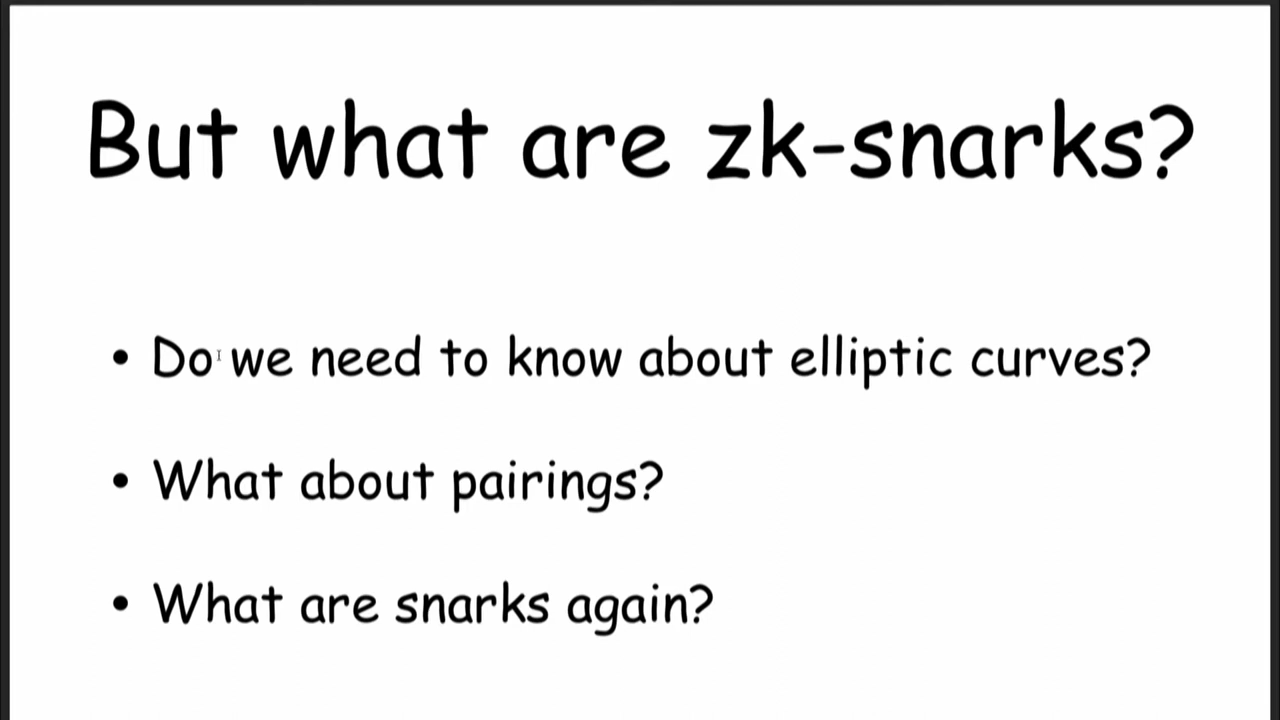 But what are zk-snarks?
• Do we need to know about elliptic curves?
• What about pairings?
• What are snarks again?